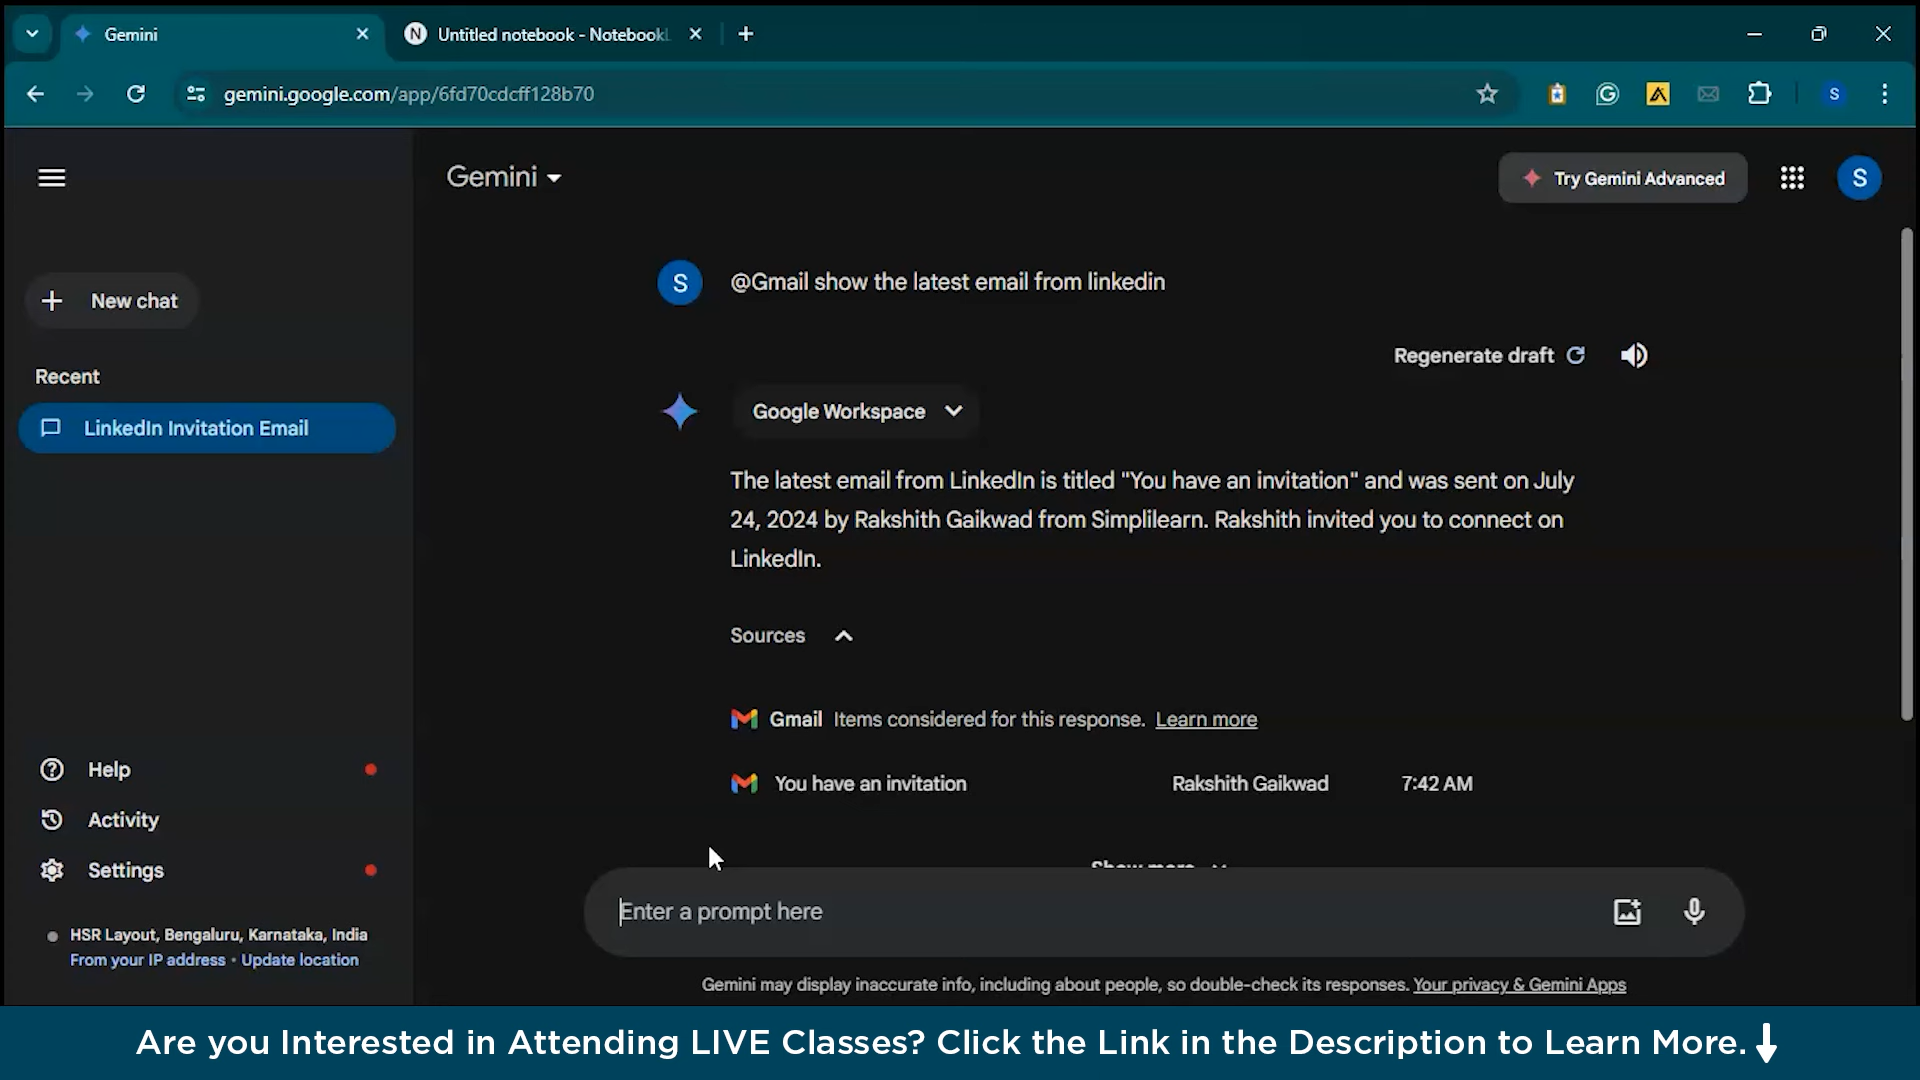 Gemini
Untitled notebook - Notebook
gemini.google.com/app/6fd70cdcff128b70
S
Gemini
Try Gemini Advanced
S
New chat
Recent
LinkedIn Invitation Email
S
@Gmail show the latest email from linkedin
Regenerate draft
Google Workspace
The latest email from LinkedIn is titled "You have an invitation" and was sent on July
24, 2024 by Rakshith Gaikwad from Simplilearn. Rakshith invited you to connect on
LinkedIn.
Sources
Gmail Items considered for this response. Learn more
You have an invitation Rakshith Gaikwad 7:42 AM
Show more
Help
Activity
Settings
HSR Layout, Bengaluru, Karnataka, India
From your IP address • Update location
Enter a prompt here
Gemini may display inaccurate info, including about people, so double-check its responses. Your privacy & Gemini Apps
Are you Interested in Attending LIVE Classes? Click the Link in the Description to Learn More.